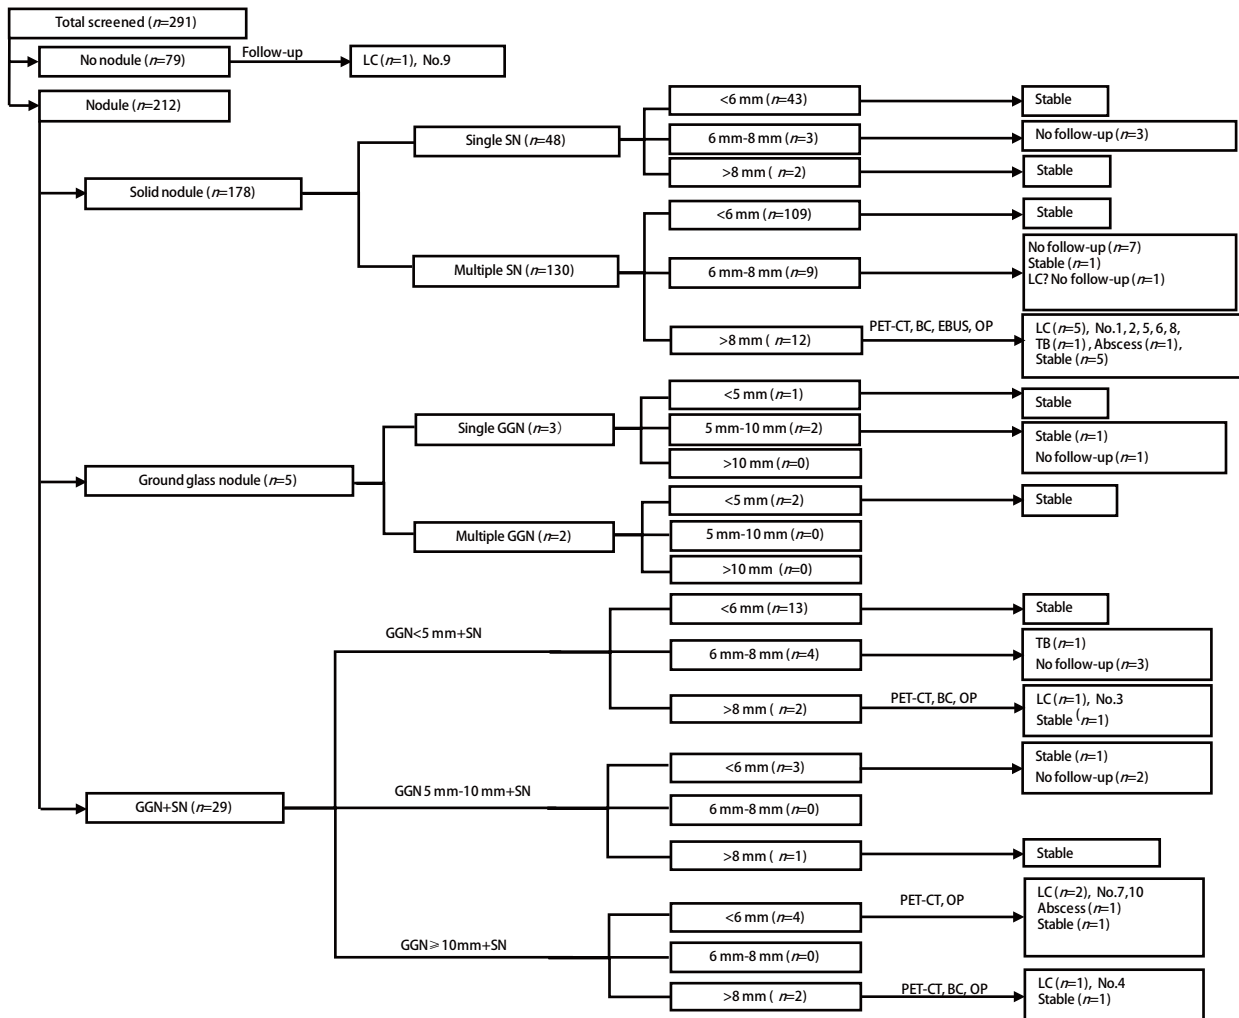 Total screened (n=291)
No nodule (n=79)
Follow-up
LC (n=1), No.9
Nodule (n=212)
Solid nodule (n=178)
Single SN (n=48)
<6 mm (n=43)
Stable
6 mm-8 mm (n=3)
No follow-up (n=3)
>8 mm ( n=2)
Stable
Multiple SN (n=130)
<6 mm (n=109)
Stable
6 mm-8 mm (n=9)
No follow-up (n=7)
Stable (n=1)
LC? No follow-up (n=1)
>8 mm ( n=12)
PET-CT, BC, EBUS, OP
LC (n=5), No.1, 2, 5, 6, 8,
TB (n=1) , Abscess (n=1) ,
Stable (n=5)
Ground glass nodule (n=5)
Single GGN (n=3)
<5 mm (n=1)
Stable
5 mm-10 mm (n=2)
Stable (n=1)
No follow-up (n=1)
>10 mm (n=0)
Multiple GGN (n=2)
<5 mm (n=2)
Stable
5 mm-10 mm (n=0)
>10 mm (n=0)
GGN+SN (n=29)
GGN<5 mm+SN
<6 mm (n=13)
Stable
6 mm-8 mm (n=4)
TB (n=1)
No follow-up (n=3)
>8 mm ( n=2)
PET-CT, BC, OP
LC (n=1), No.3
Stable (n=1)
GGN 5 mm-10 mm+SN
<6 mm (n=3)
Stable (n=1)
No follow-up (n=2)
6 mm-8 mm (n=0)
>8 mm ( n=1)
Stable
GGN⩾10mm+SN
<6 mm (n=4)
PET-CT, OP
LC (n=2), No.7,10
Abscess (n=1)
Stable (n=1)
6 mm-8 mm (n=0)
>8 mm ( n=2)
PET-CT, BC, OP
LC (n=1), No.4
Stable (n=1)